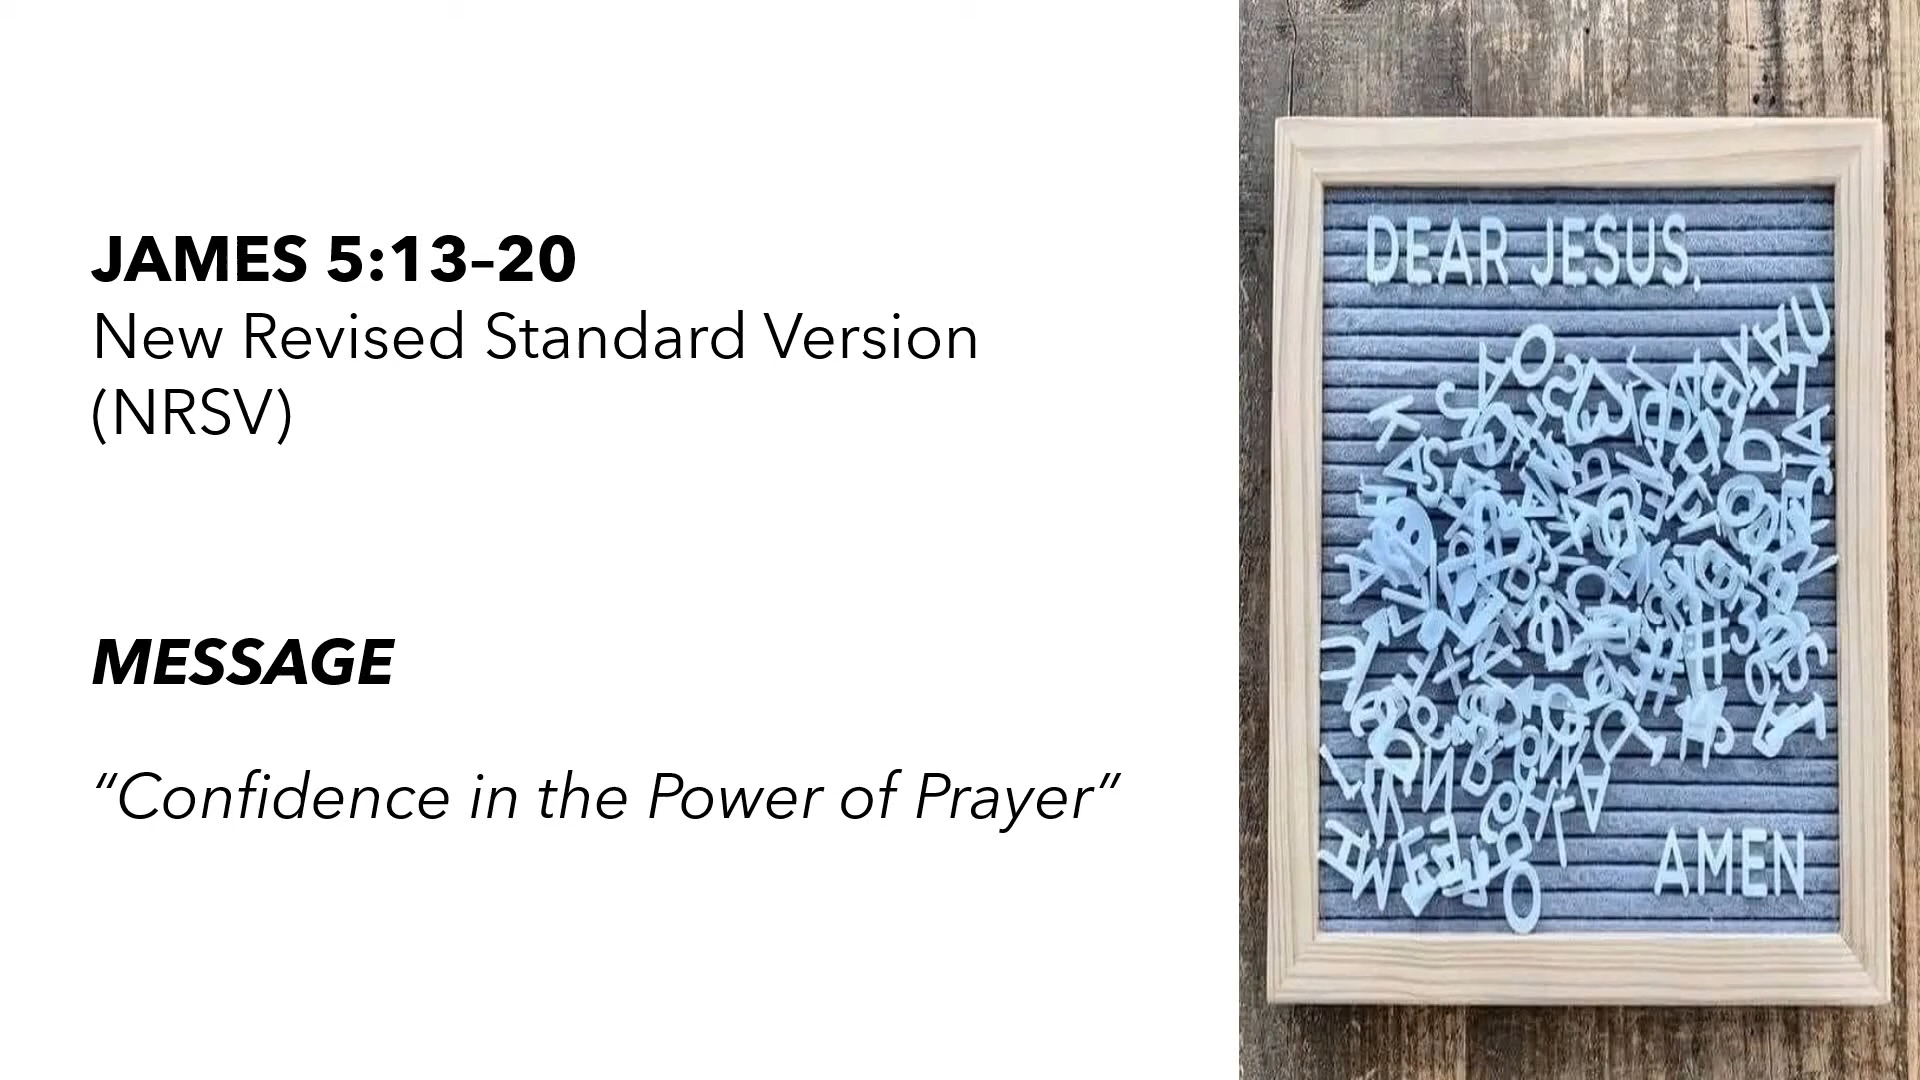 JAMES 5:13–20
New Revised Standard Version
(NRSV)
MESSAGE
“Confidence in the Power of Prayer”
DEAR JESUS,
AMEN